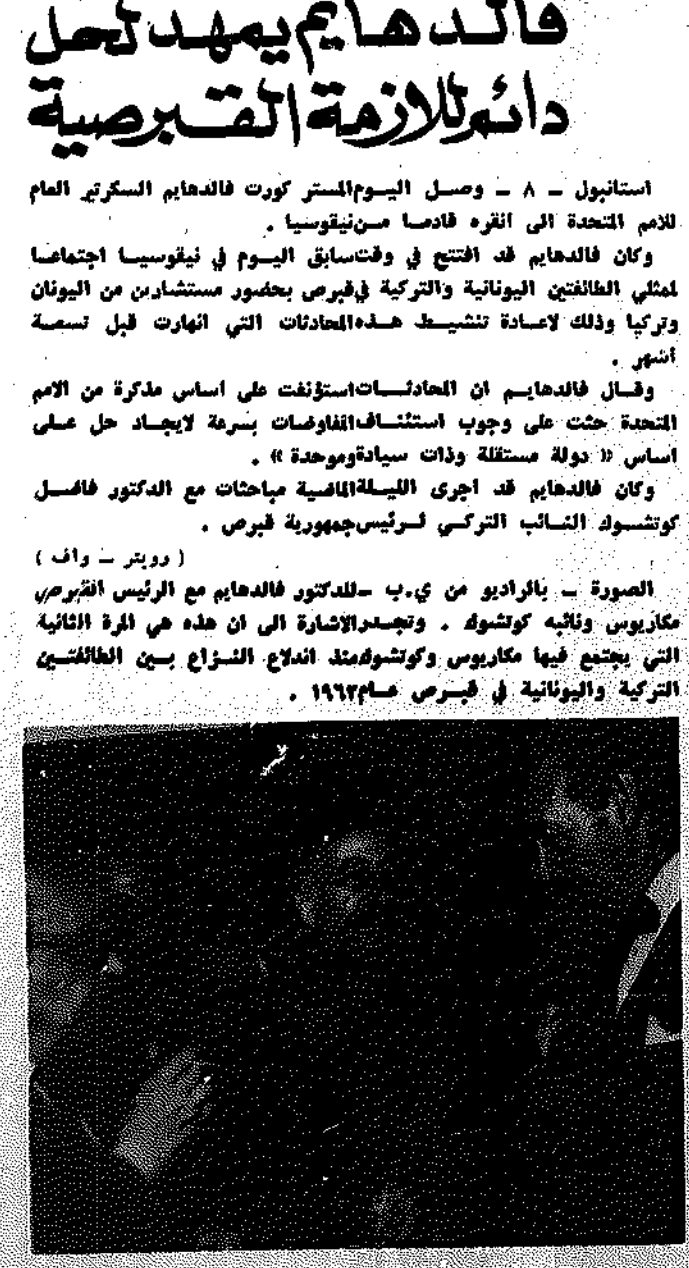 فالدهايم يمهد لحل
دائم للازمة القبرصية
استانبول - ٨ - وصل اليوم المستر كورت فالدهايم السكرتير العام
للامم المتحدة الى انقره قادما من نيقوسيا .
وكان فالدهايم قد افتتح في وقت سابق اليوم في نيقوسيا اجتماعا
لممثلي الطائفتين اليونانية والتركية في قبرص بحضور مستشارين من اليونان
وتركيا وذلك لاعادة تنشيط هذه المحادثات التي انهارت قبل تسعة
أشهر .
وقال فالدهايم ان المحادثات استؤنفت على اساس مذكرة من الامم
المتحدة حثت على وجوب استئناف المفاوضات بسرعة لايجاد حل على
اساس « دولة مستقلة وذات سيادة وموحدة » .
وكان فالدهايم قد اجرى الليلة الماضية مباحثات مع الدكتور فاضل
كوتشوك النائب التركي لرئيس جمهورية قبرص .
( رويتر - واف )
الصورة - بالراديو من ي.ب - للدكتور فالدهايم مع الرئيس القبرصي
مكاريوس ونائبه كوتشوك . وتجدر الاشارة الى ان هذه هي المرة الثانية
التي يجتمع فيها مكاريوس وكوتشوك منذ اندلاع النزاع بين الطائفتين
التركية واليونانية في قبرص عام ١٩٦٣ .